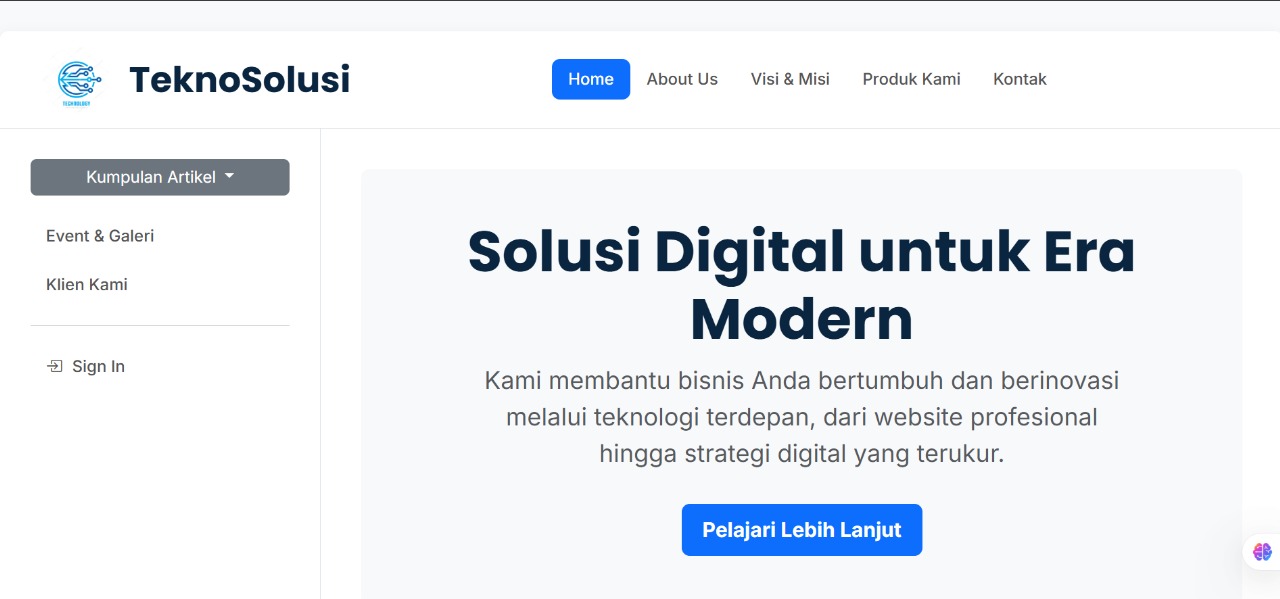 TECHNOLOGY
TeknoSolusi
Home
About Us
Visi & Misi
Produk Kami
Kontak
Kumpulan Artikel
Event & Galeri
Klien Kami
Sign In
Solusi Digital untuk Era
Modern
Kami membantu bisnis Anda bertumbuh dan berinovasi
melalui teknologi terdepan, dari website profesional
hingga strategi digital yang terukur.
Pelajari Lebih Lanjut